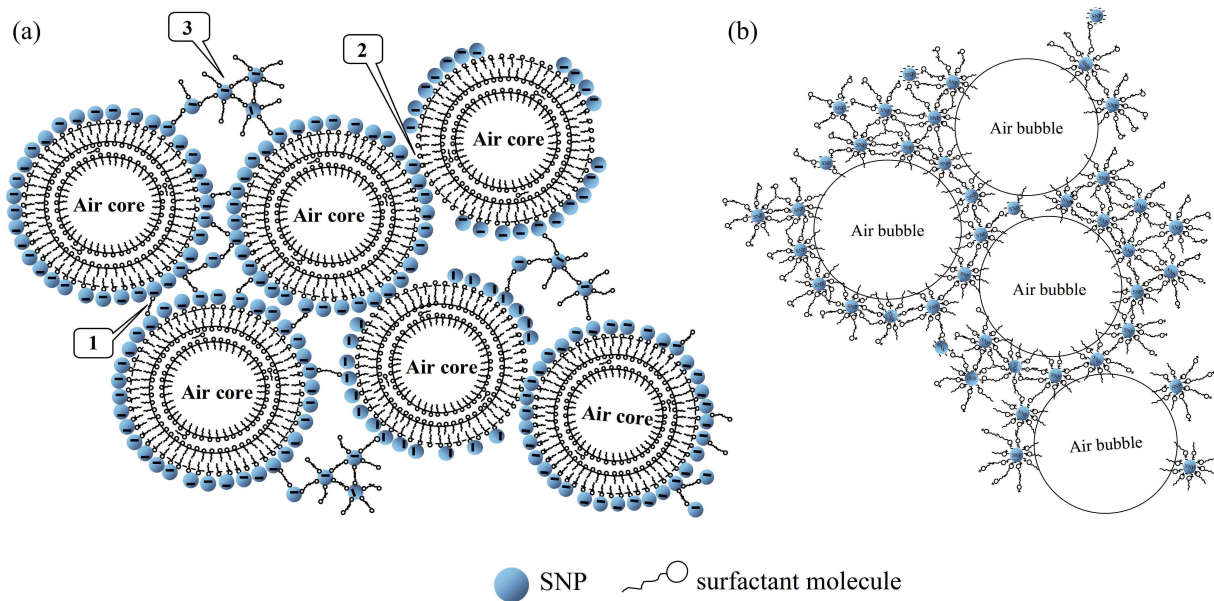 (a)
3
2
(b)
Air core
Air core
Air core
1
Air core
Air core
Air core
Air bubble
Air bubble
Air bubble
Air bubble
SNP
surfactant molecule